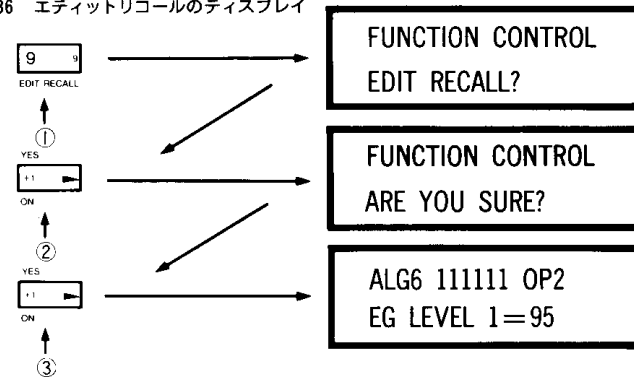 36 エディットリコールのディスプレイ
9 9
EDIT RECALL
①
FUNCTION CONTROL
EDIT RECALL?
YES
+1
ON
②
FUNCTION CONTROL
ARE YOU SURE?
YES
+1
ON
③
ALG6 111111 OP2
EG LEVEL 1=95